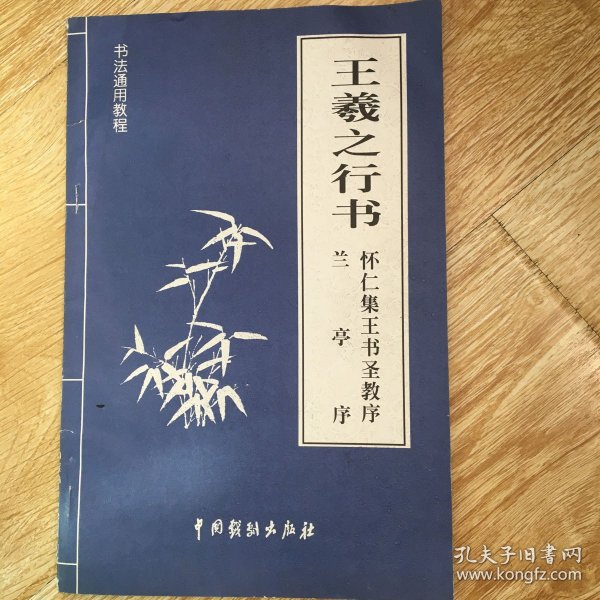 书法通用教程
王羲之行书
怀仁集王书圣教序
兰亭序
中国戏剧出版社
孔夫子旧书网
www.kongfz.com